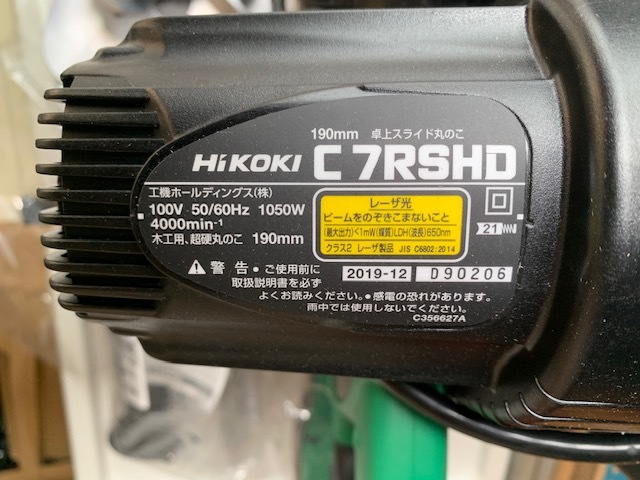 190mm 卓上スライド丸のこ
HiKOKI C 7RSHD
工機ホールディングス(株)
100V 50/60Hz 1050W
4000min-1
木工用、超硬丸のこ 190mm
レーザ光
ビームをのぞきこまないこと
(最大出力)<1mW(媒質)LDH(波長)650nm
クラス2 レーザ製品 JIS C6802:2014
21
⚠ 警告・ご使用前に
取扱説明書を必ず
よくお読みください。・感電の恐れがあります。
雨中では使用しないでください。
2019-12 D90206
C356627A